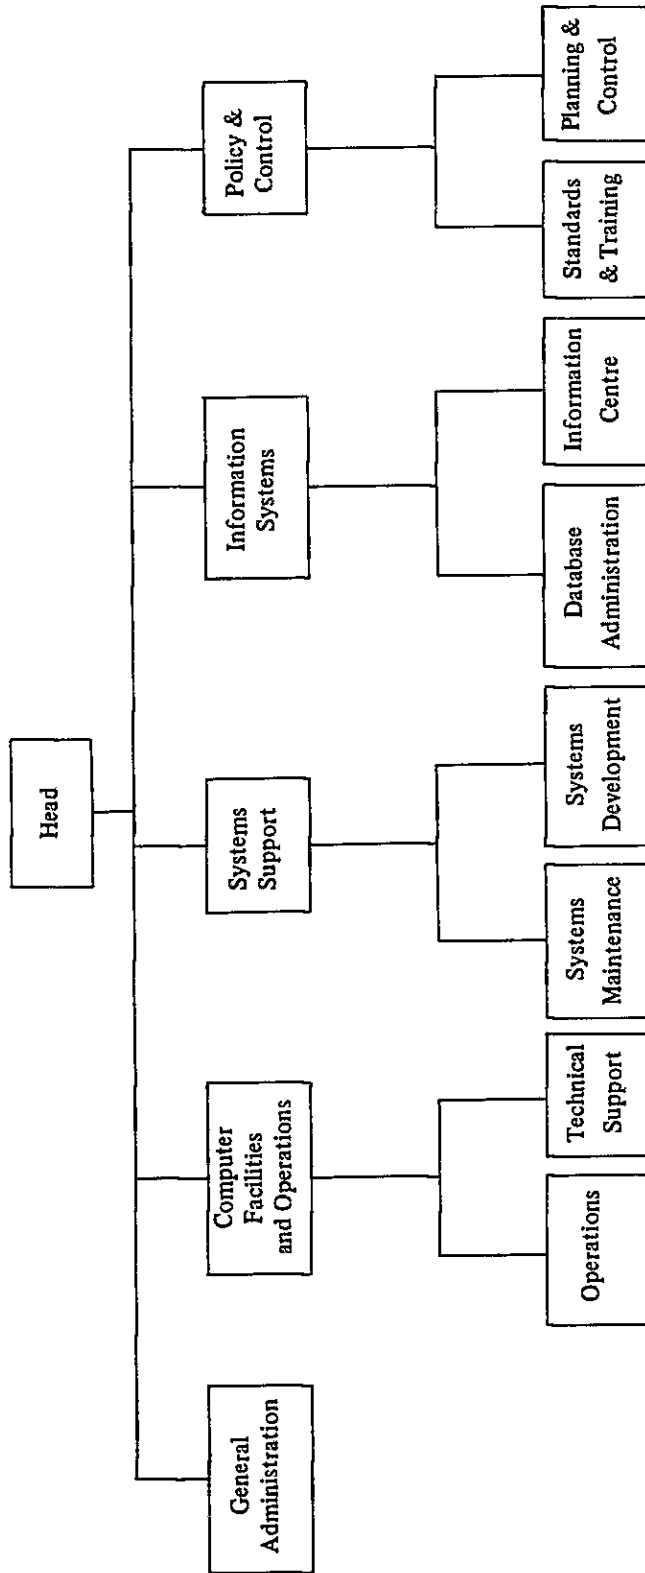 Head
General
Administration
Computer
Facilities
and Operations
Systems
Support
Information
Systems
Policy &
Control
Operations
Technical
Support
Systems
Maintenance
Systems
Development
Database
Administration
Information
Centre
Standards
& Training
Planning &
Control